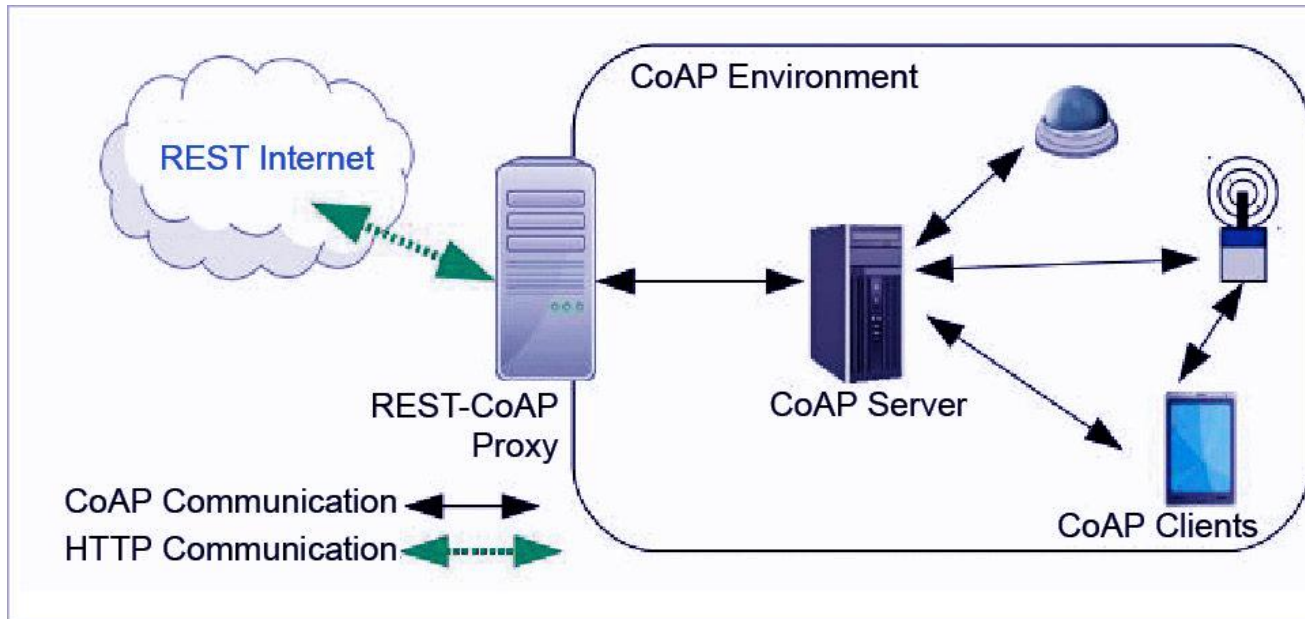 CoAP Environment
REST Internet
REST-CoAP
Proxy
CoAP Server
CoAP Clients
CoAP Communication
HTTP Communication